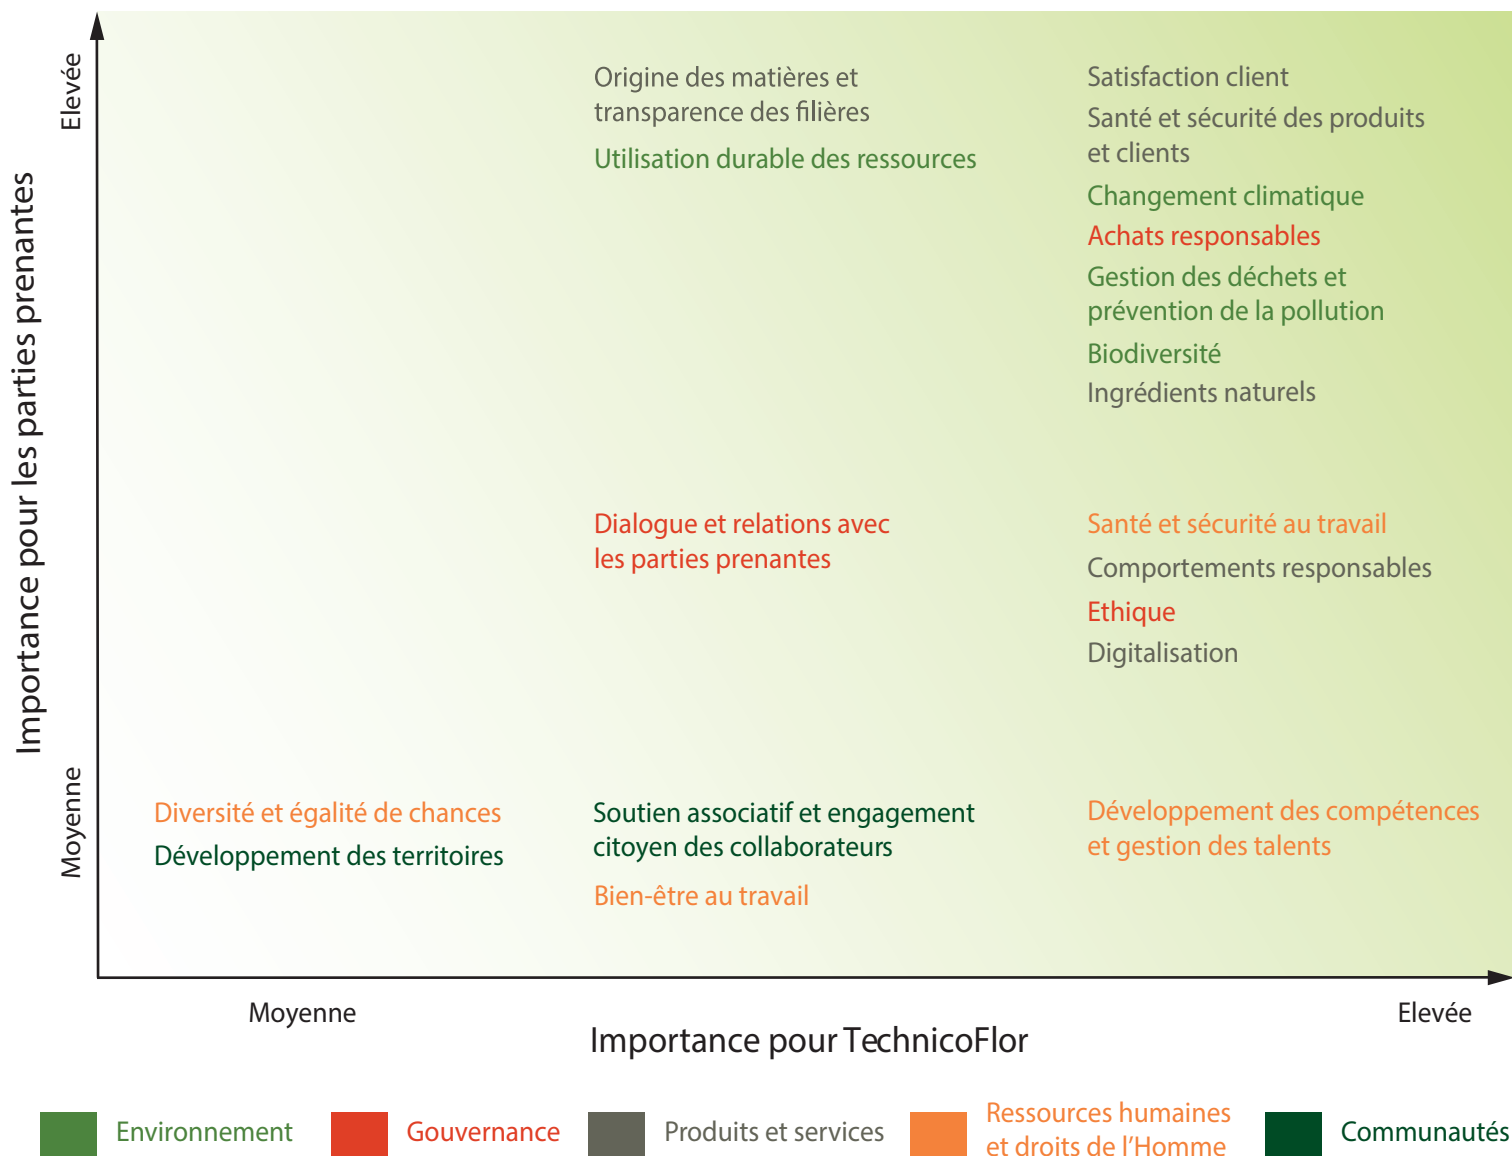 Importance pour les parties prenantes
Elevée
Moyenne
Origine des matières et
transparence des filières
Utilisation durable des ressources
Satisfaction client
Santé et sécurité des produits
et clients
Changement climatique
Achats responsables
Gestion des déchets et
prévention de la pollution
Biodiversité
Ingrédients naturels
Dialogue et relations avec
les parties prenantes
Santé et sécurité au travail
Comportements responsables
Ethique
Digitalisation
Diversité et égalité de chances
Développement des territoires
Soutien associatif et engagement
citoyen des collaborateurs
Bien-être au travail
Développement des compétences
et gestion des talents
Moyenne
Elevée
Importance pour TechnicoFlor
Environnement
Gouvernance
Produits et services
Ressources humaines
et droits de l'Homme
Communautés